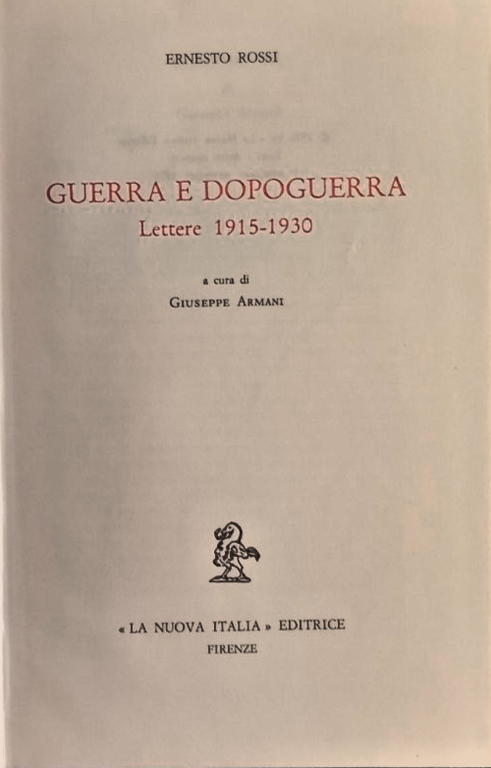 ERNESTO ROSSI
GUERRA E DOPOGUERRA
Lettere 1915-1930
a cura di
GIUSEPPE ARMANI
« LA NUOVA ITALIA » EDITRICE
FIRENZE